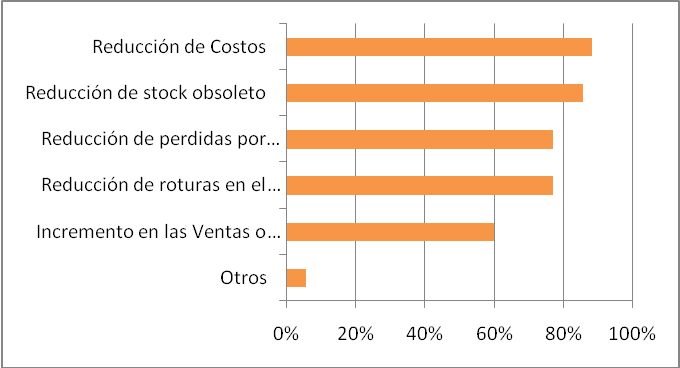 Reducción de Costos
Reducción de stock obsoleto
Reducción de perdidas por...
Reducción de roturas en el...
Incremento en las Ventas o...
Otros
0% 20% 40% 60% 80% 100%